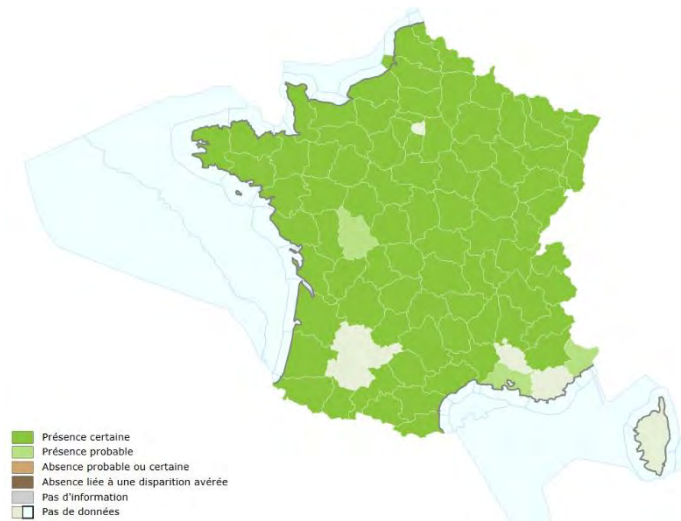 Présence certaine
Présence probable
Absence probable ou certaine
Absence liée à une disparition avérée
Pas d'information
Pas de données